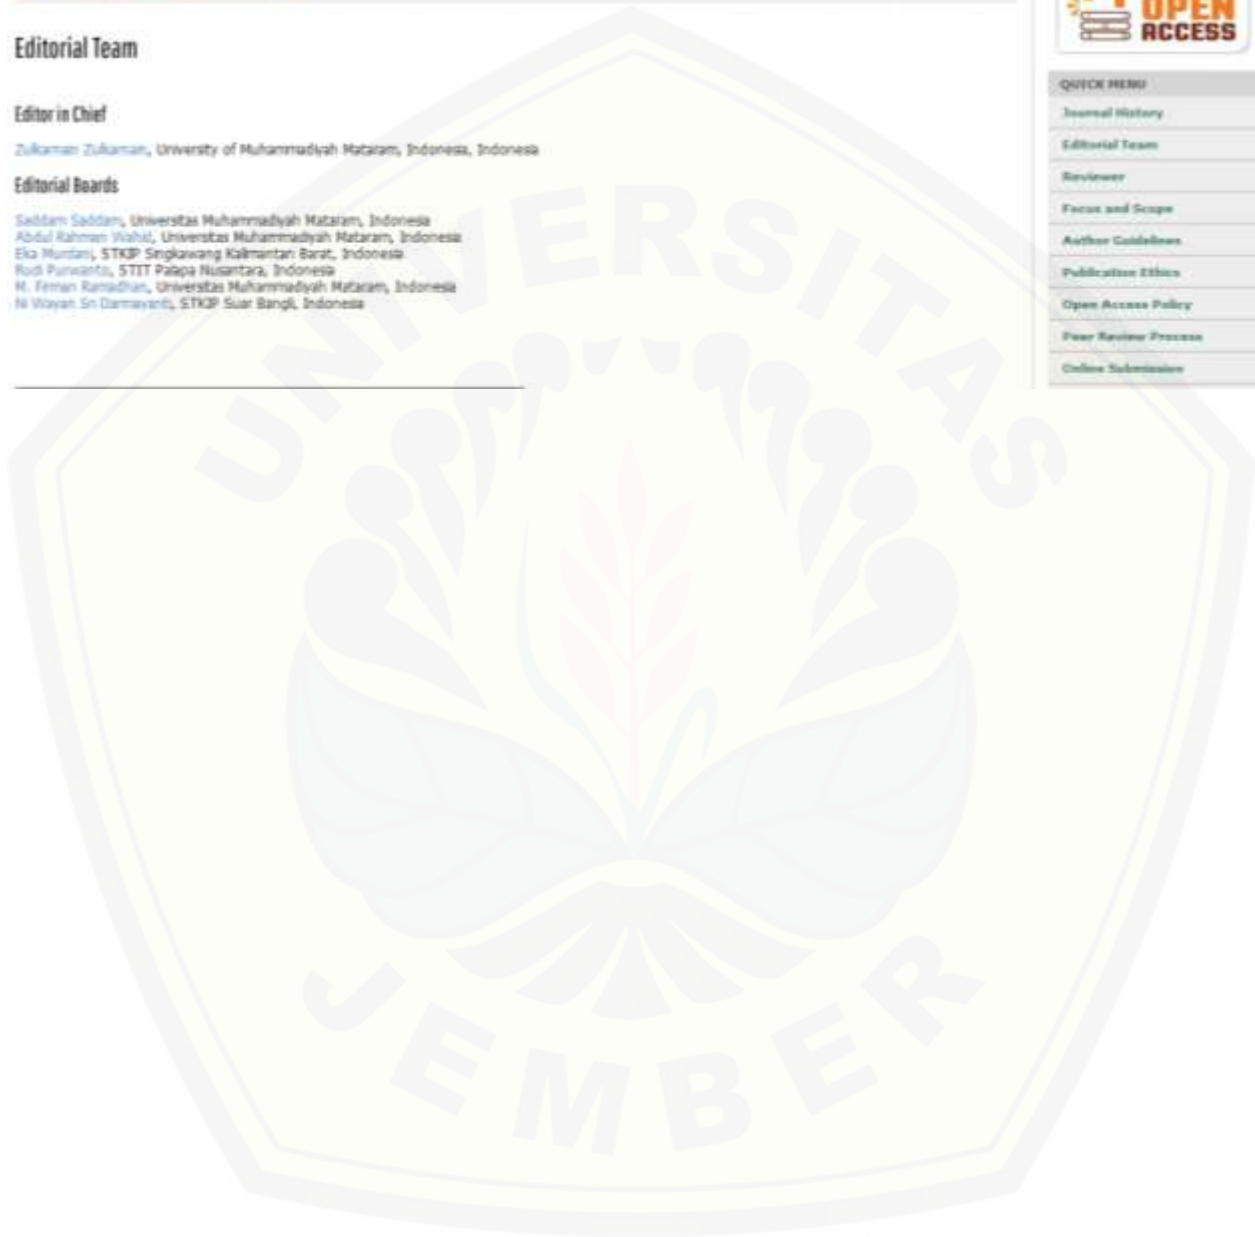 OPEN
ACCESS
Editorial Team
Editor in Chief
Zulkarnain Zulkarnain, University of Muhammadiyah Mataram, Indonesia, Indonesia
Editorial Boards
Saddam Saddam, Universitas Muhammadiyah Mataram, Indonesia
Abdul Rahman Wahid, Universitas Muhammadiyah Mataram, Indonesia
Eka Murdani, STKIP Singkawang Kalimantan Barat, Indonesia
Rudi Purwanto, STIT Palapa Nusantara, Indonesia
M. Firman Ramadhan, Universitas Muhammadiyah Mataram, Indonesia
Ni Wayan Sri Darmayanti, STKIP Suar Bangli, Indonesia
QUICK MENU
Journal History
Editorial Team
Reviewer
Focus and Scope
Author Guidelines
Publication Ethics
Open Access Policy
Peer Review Process
Online Submission
UNIVERSITAS
JEMBER